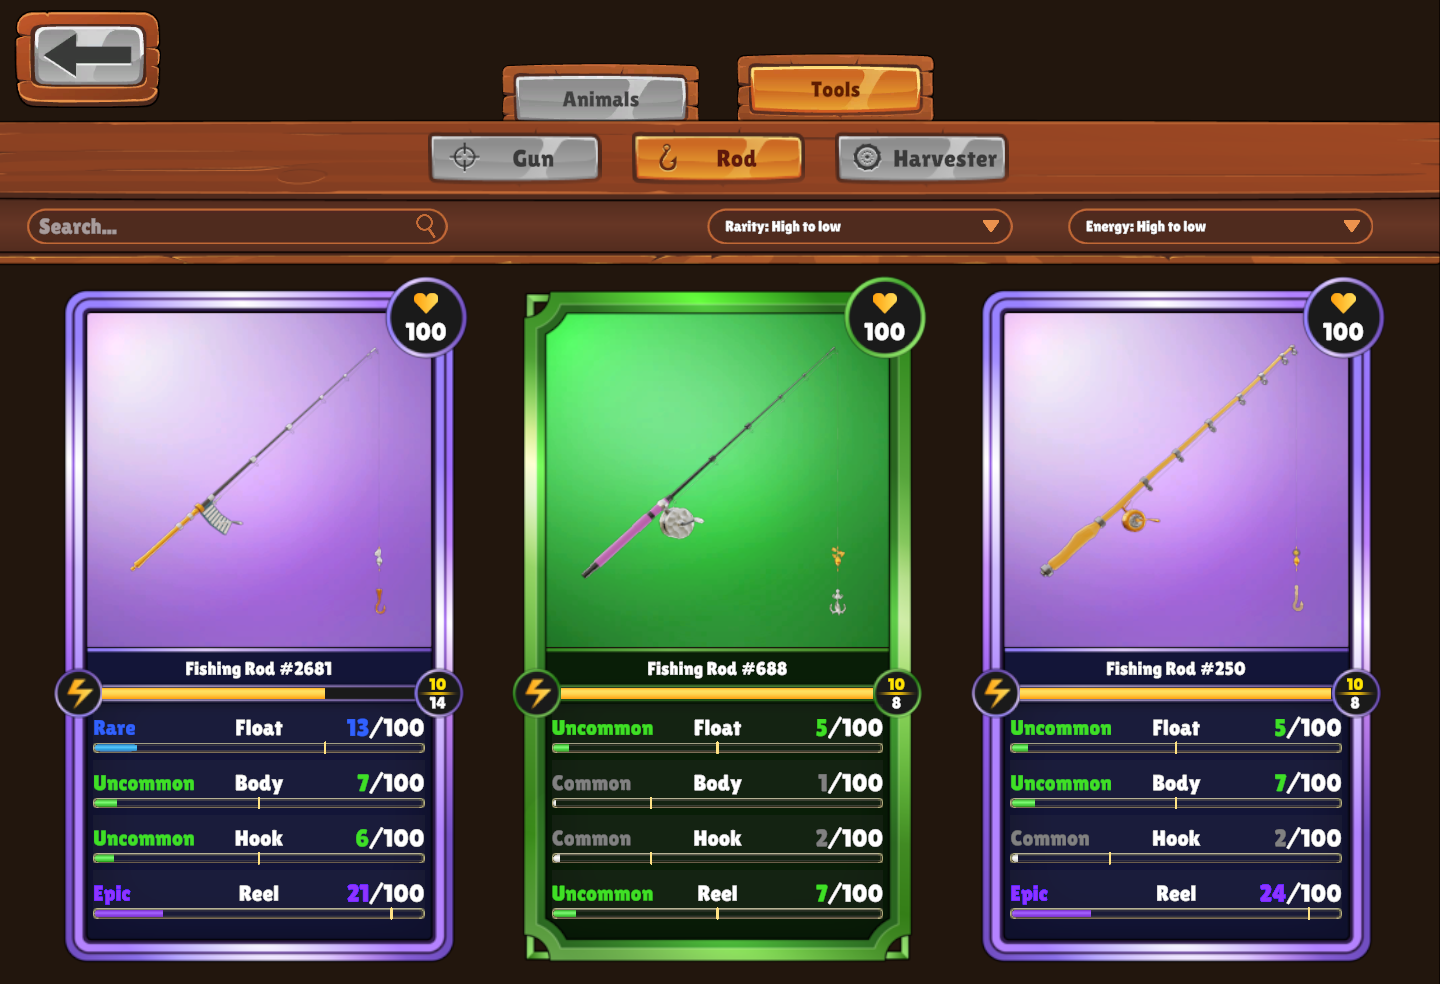 Animals
Tools
Gun
Rod
Harvester
Search...
Rarity: High to low
Energy: High to low
100
100
100
Fishing Rod #2681
10
14
Rare Float 13/100
Uncommon Body 7/100
Uncommon Hook 6/100
Epic Reel 21/100
Fishing Rod #688
10
8
Uncommon Float 5/100
Common Body 1/100
Common Hook 2/100
Uncommon Reel 7/100
Fishing Rod #250
10
8
Uncommon Float 5/100
Uncommon Body 7/100
Common Hook 2/100
Epic Reel 24/100